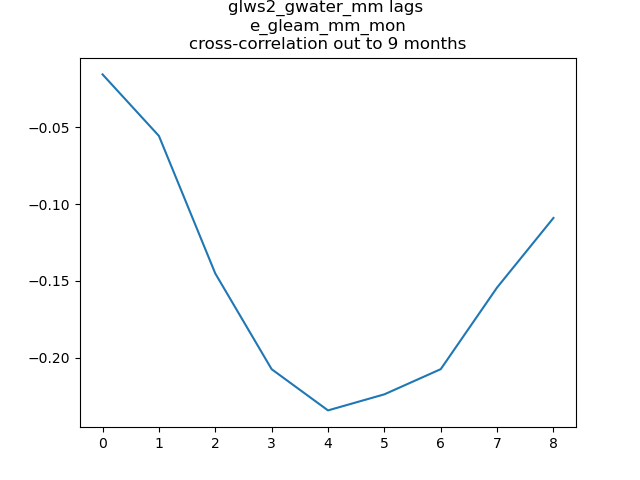 glws2_gwater_mm lags
e_gleam_mm_mon
cross-correlation out to 9 months
−0.05
−0.10
−0.15
−0.20
0 1 2 3 4 5 6 7 8